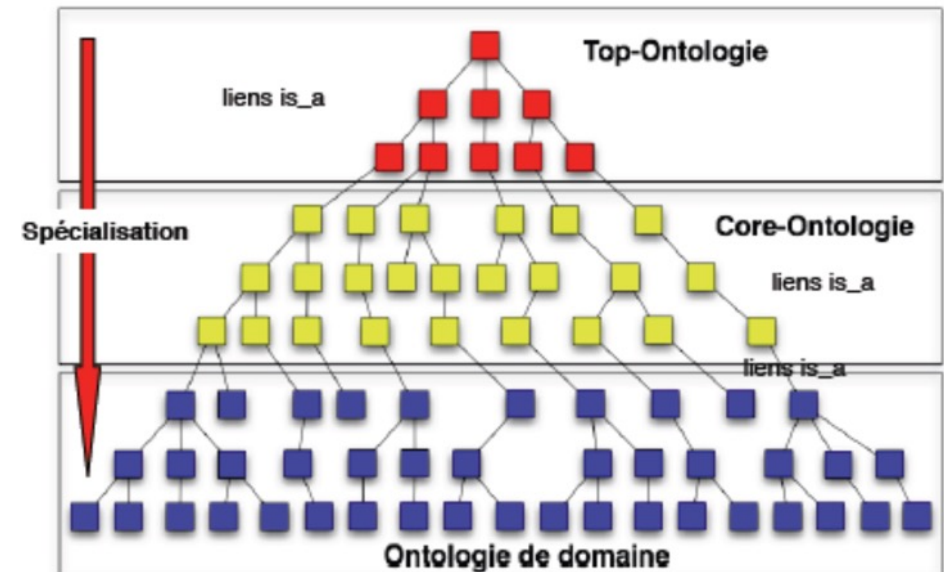 Top-Ontologie
liens is_a
Spécialisation
Core-Ontologie
liens is_a
liens is_a
Ontologie de domaine